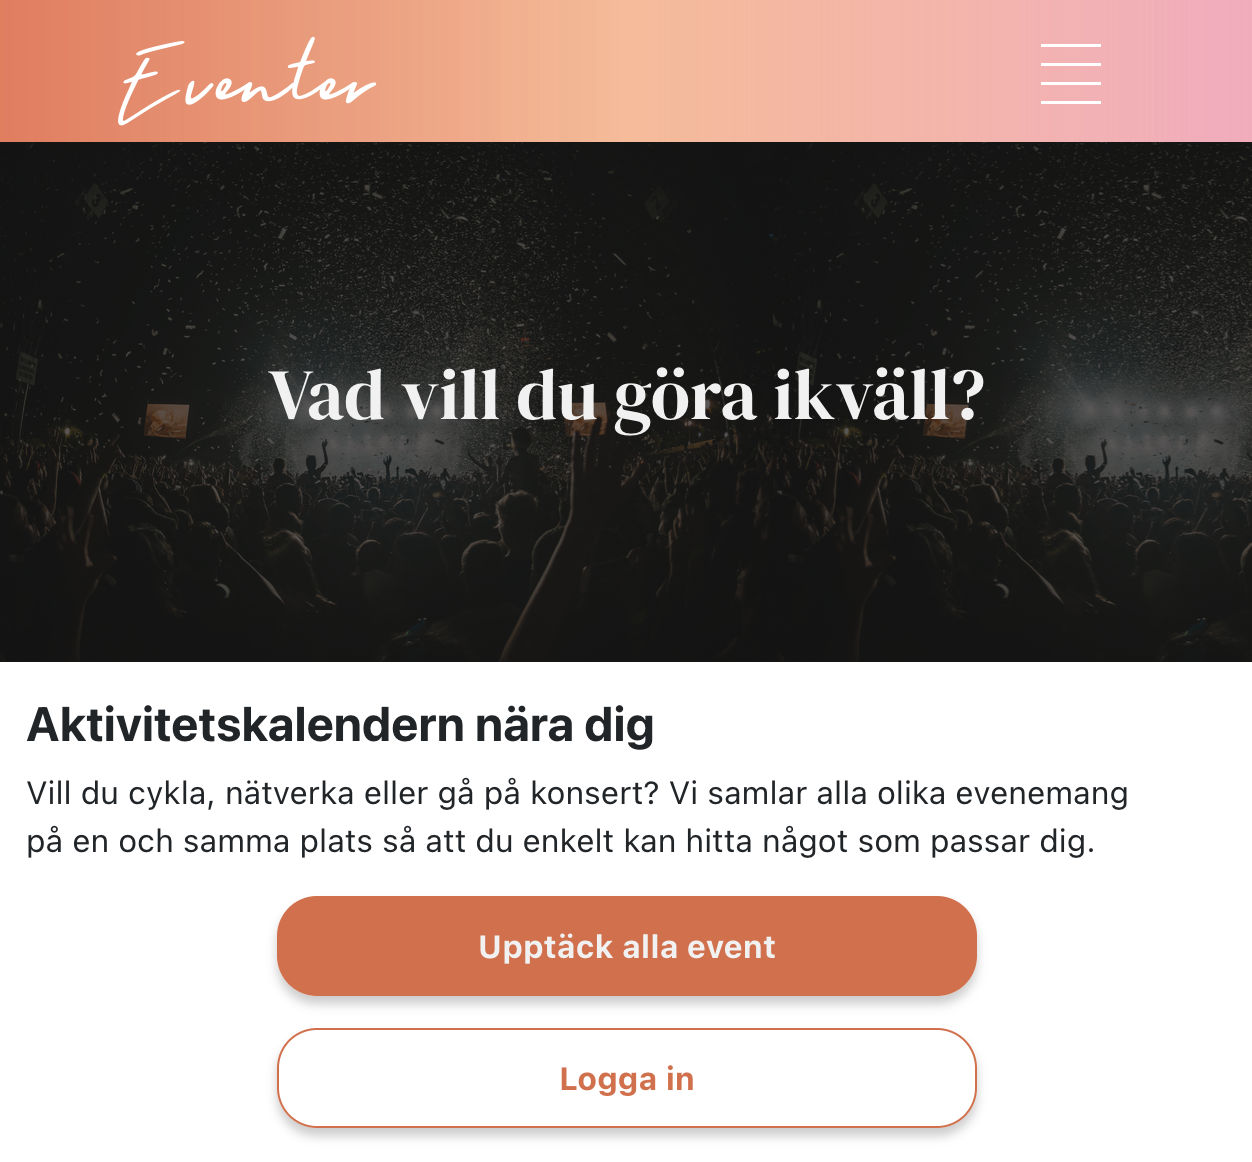 Eventer
Vad vill du göra ikväll?
Aktivitetskalendern nära dig
Vill du cykla, nätverka eller gå på konsert? Vi samlar alla olika evenemang
på en och samma plats så att du enkelt kan hitta något som passar dig.
Upptäck alla event
Logga in